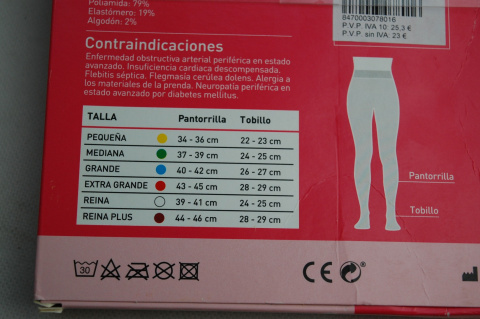 Poliamida: 79%
Elastómero: 19%
Algodón: 2%
8470003078016
P.V.P. IVA 10: 25,3 €
P.V.P. sin IVA: 23 €
Contraindicaciones
Enfermedad obstructiva arterial periférica en estado
avanzado. Insuficiencia cardiaca descompensada.
Flebitis séptica. Flegmasía cerúlea dolens. Alergia a
los materiales de la prenda. Neuropatía periférica en
estado avanzado por diabetes mellitus.
TALLA Pantorrilla Tobillo
PEQUEÑA 34 - 36 cm 22 - 23 cm
MEDIANA 37 - 39 cm 24 - 25 cm
GRANDE 40 - 42 cm 26 - 27 cm
EXTRA GRANDE 43 - 45 cm 28 - 29 cm
REINA 39 - 41 cm 24 - 25 cm
REINA PLUS 44 - 46 cm 28 - 29 cm
Pantorrilla
Tobillo
30
CE